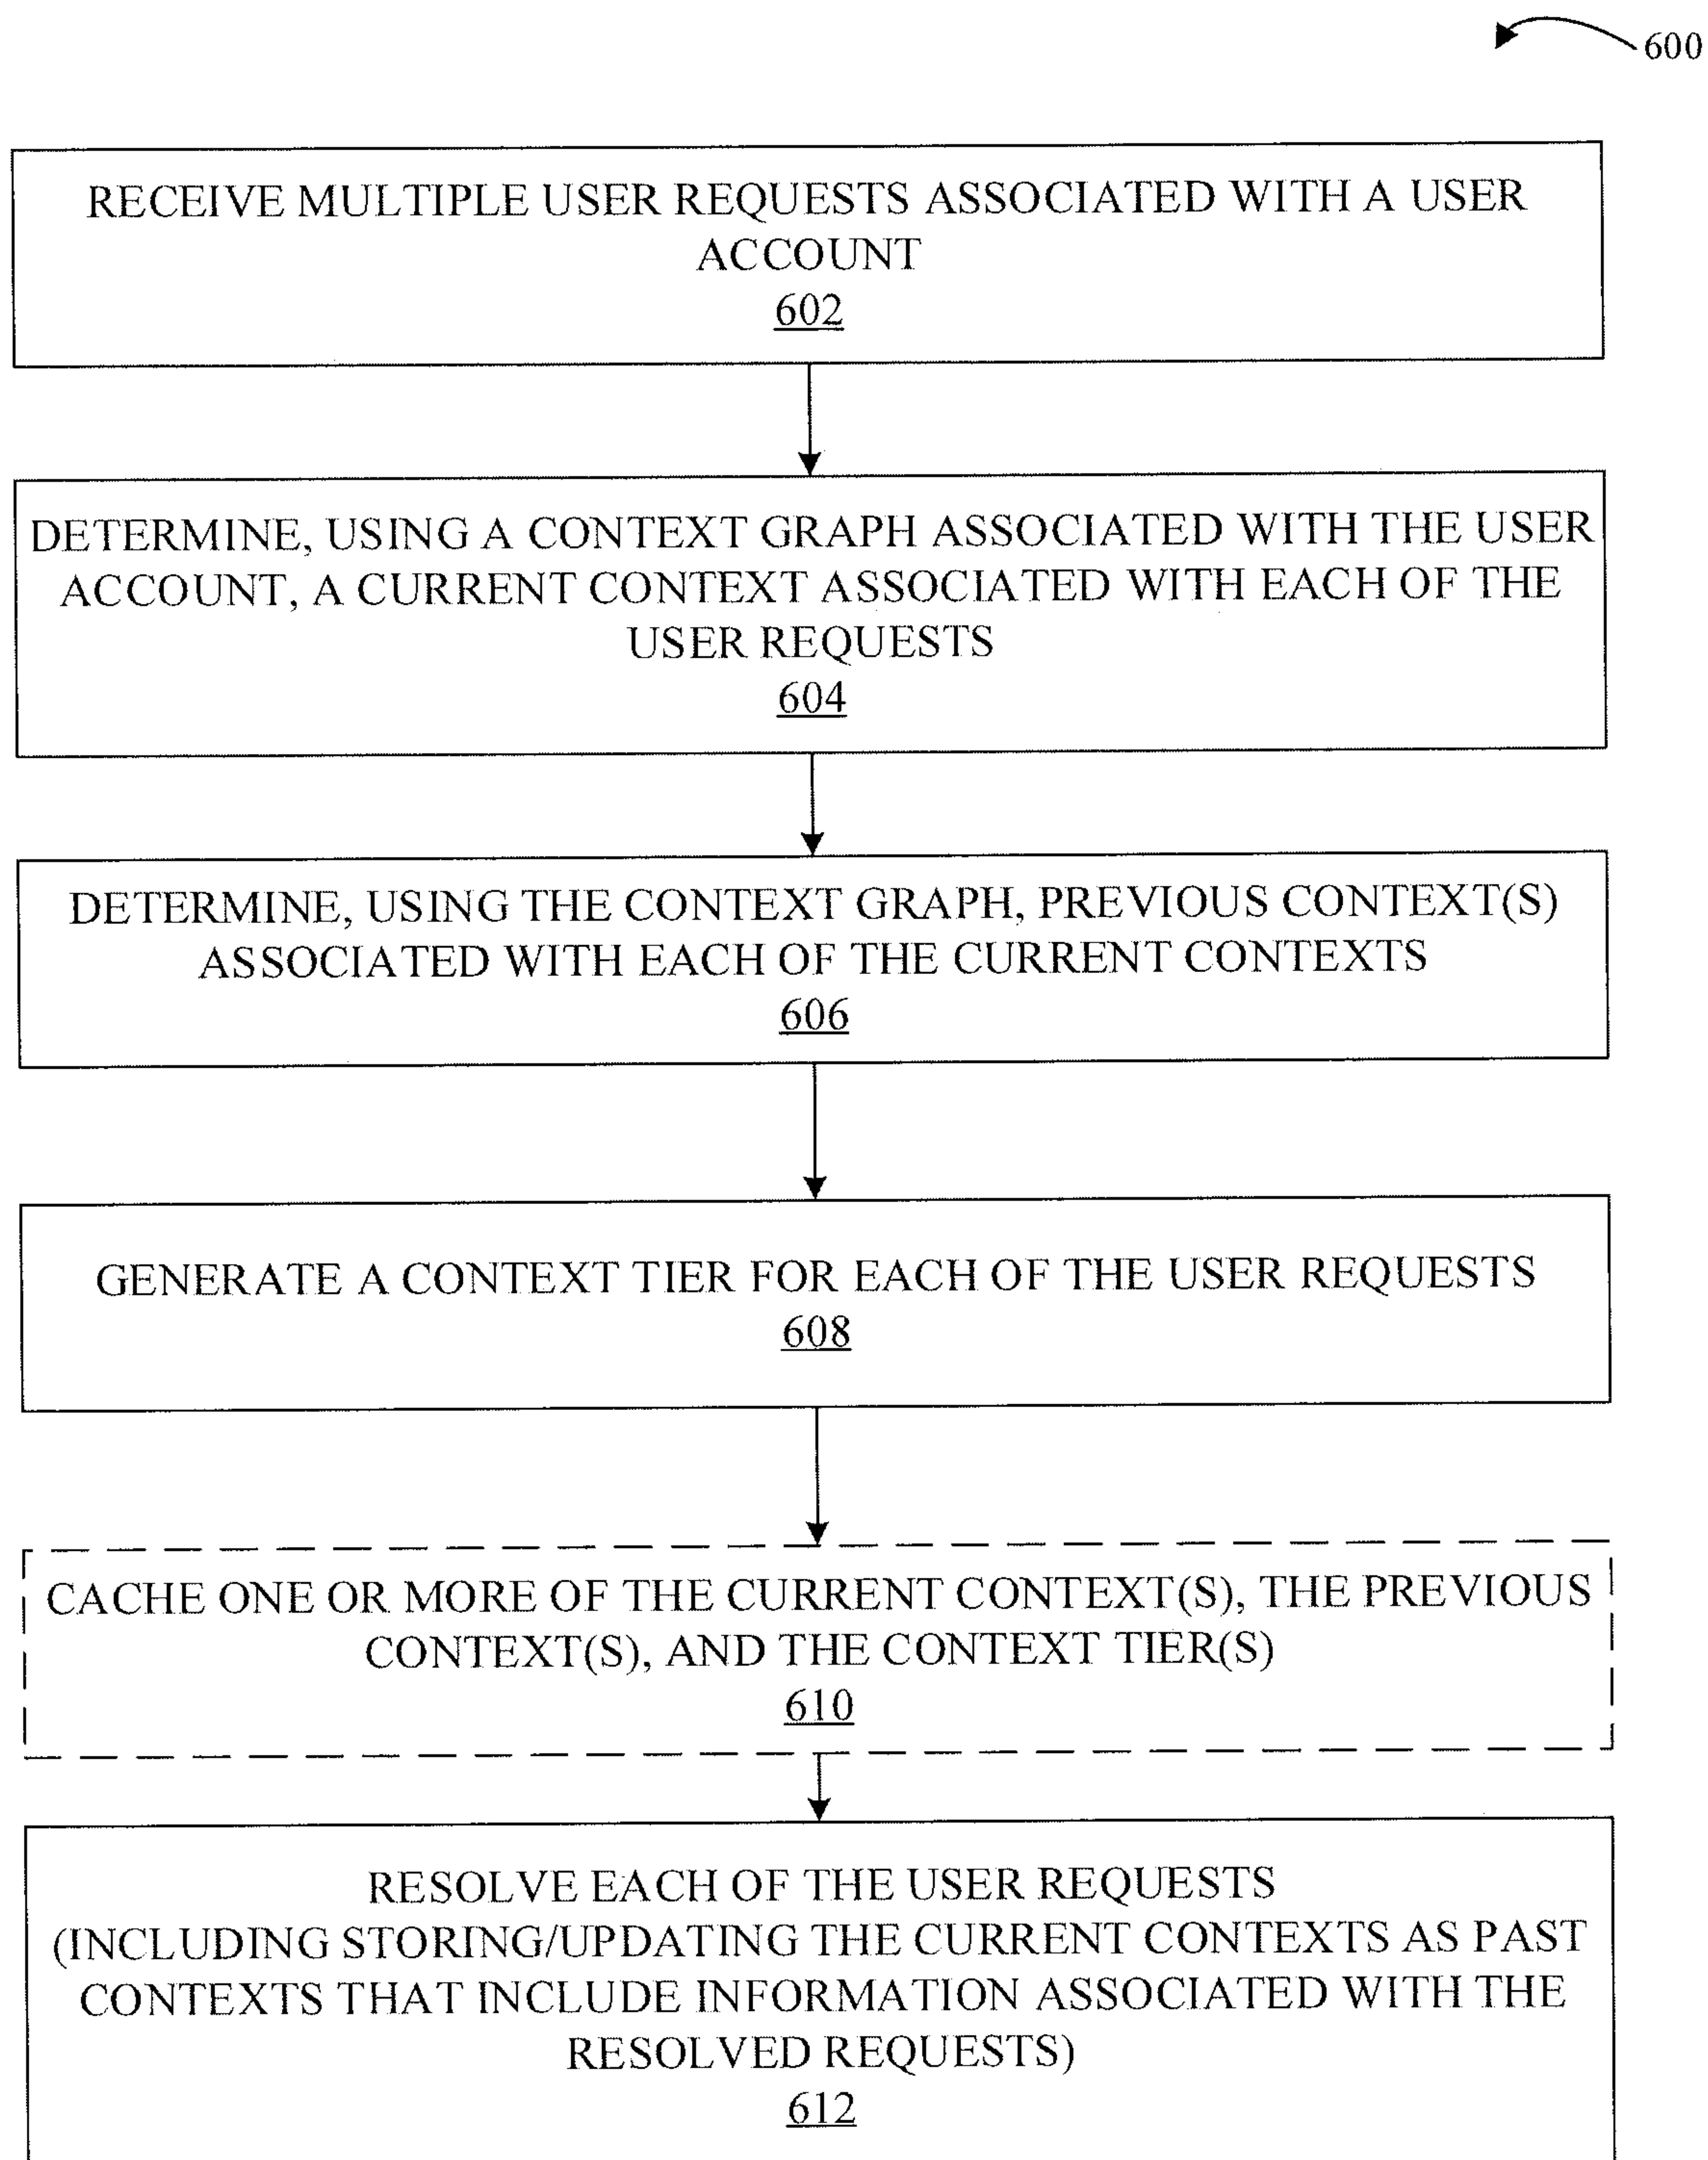 600
RECEIVE MULTIPLE USER REQUESTS ASSOCIATED WITH A USER
ACCOUNT
602
DETERMINE, USING A CONTEXT GRAPH ASSOCIATED WITH THE USER
ACCOUNT, A CURRENT CONTEXT ASSOCIATED WITH EACH OF THE
USER REQUESTS
604
DETERMINE, USING THE CONTEXT GRAPH, PREVIOUS CONTEXT(S)
ASSOCIATED WITH EACH OF THE CURRENT CONTEXTS
606
GENERATE A CONTEXT TIER FOR EACH OF THE USER REQUESTS
608
CACHE ONE OR MORE OF THE CURRENT CONTEXT(S), THE PREVIOUS
CONTEXT(S), AND THE CONTEXT TIER(S)
610
RESOLVE EACH OF THE USER REQUESTS
(INCLUDING STORING/UPDATING THE CURRENT CONTEXTS AS PAST
CONTEXTS THAT INCLUDE INFORMATION ASSOCIATED WITH THE
RESOLVED REQUESTS)
612